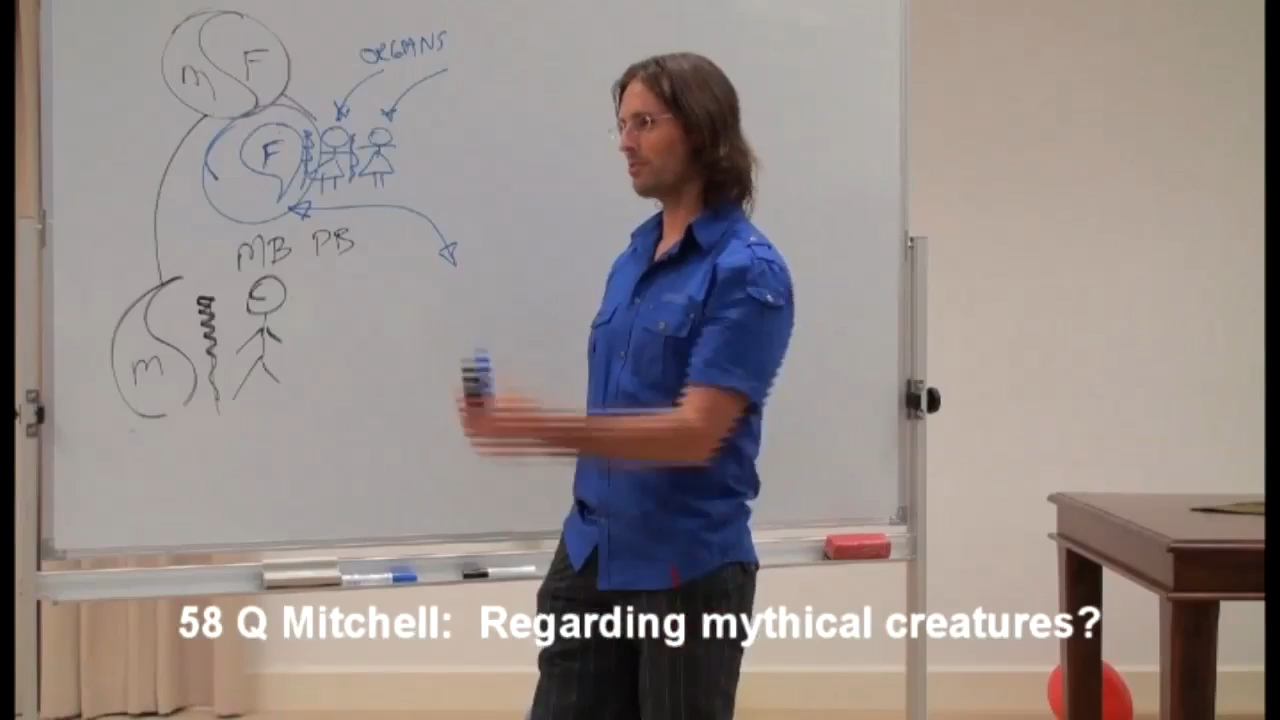 ORGANS
M F
F
MB PB
M
58 Q Mitchell: Regarding mythical creatures?